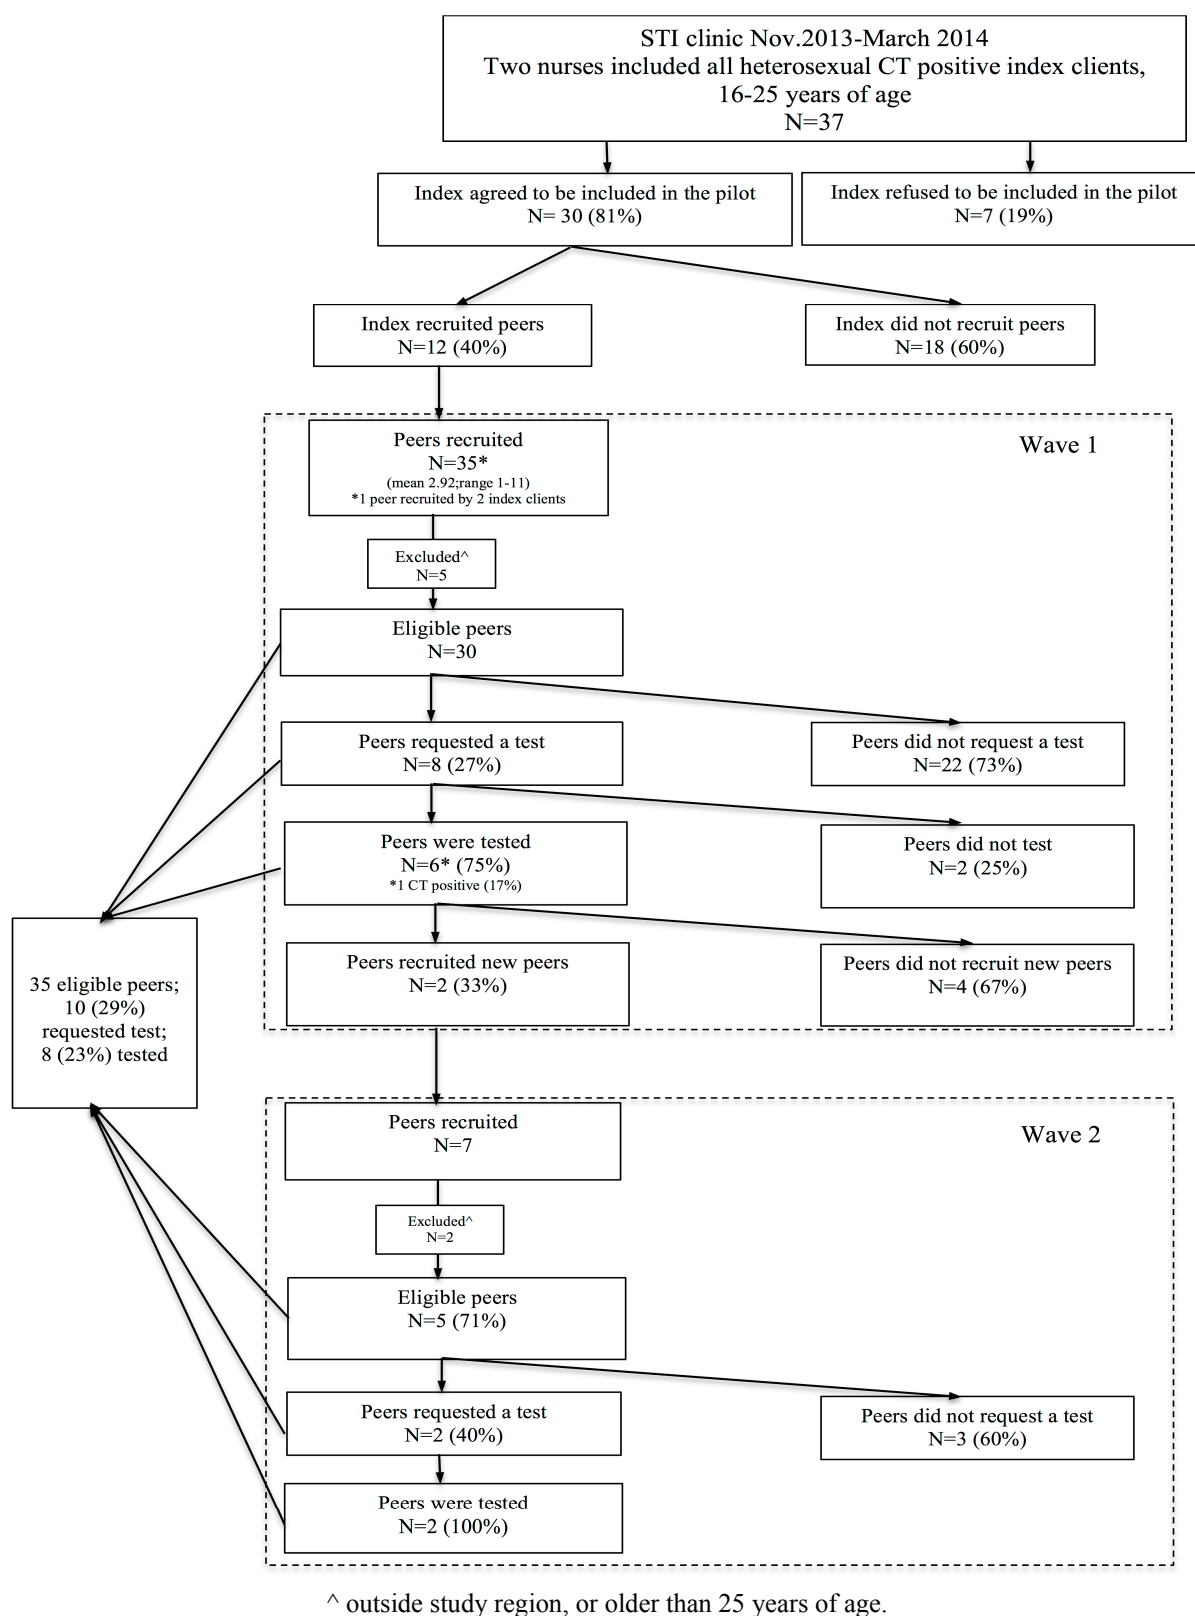 STI clinic Nov.2013-March 2014
Two nurses included all heterosexual CT positive index clients,
16-25 years of age
N=37
Index agreed to be included in the pilot
N= 30 (81%)
Index refused to be included in the pilot
N=7 (19%)
Index recruited peers
N=12 (40%)
Index did not recruit peers
N=18 (60%)
Wave 1
Peers recruited
N=35*
(mean 2.92;range 1-11)
*1 peer recruited by 2 index clients
Excluded^
N=5
Eligible peers
N=30
Peers requested a test
N=8 (27%)
Peers did not request a test
N=22 (73%)
Peers were tested
N=6* (75%)
*1 CT positive (17%)
Peers did not test
N=2 (25%)
Peers recruited new peers
N=2 (33%)
Peers did not recruit new peers
N=4 (67%)
35 eligible peers;
10 (29%)
requested test;
8 (23%) tested
Wave 2
Peers recruited
N=7
Excluded^
N=2
Eligible peers
N=5 (71%)
Peers requested a test
N=2 (40%)
Peers did not request a test
N=3 (60%)
Peers were tested
N=2 (100%)
^ outside study region, or older than 25 years of age.